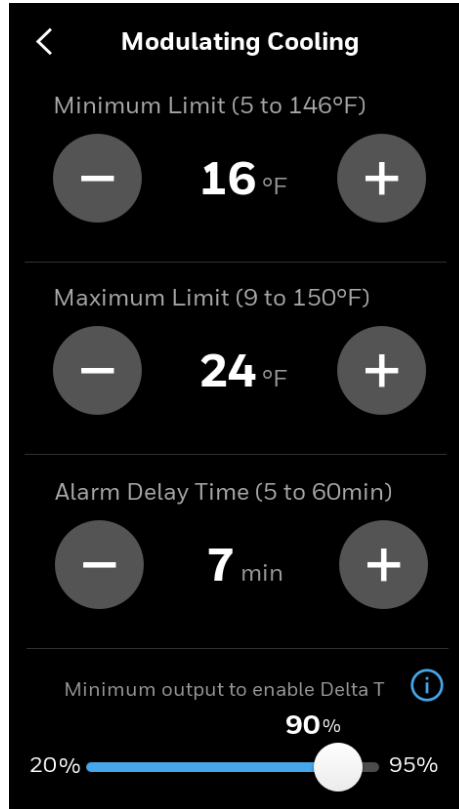 Modulating Cooling
Minimum Limit (5 to 146°F)
16 °F
Maximum Limit (9 to 150°F)
24 °F
Alarm Delay Time (5 to 60min)
7 min
Minimum output to enable Delta T
90%
20% 95%